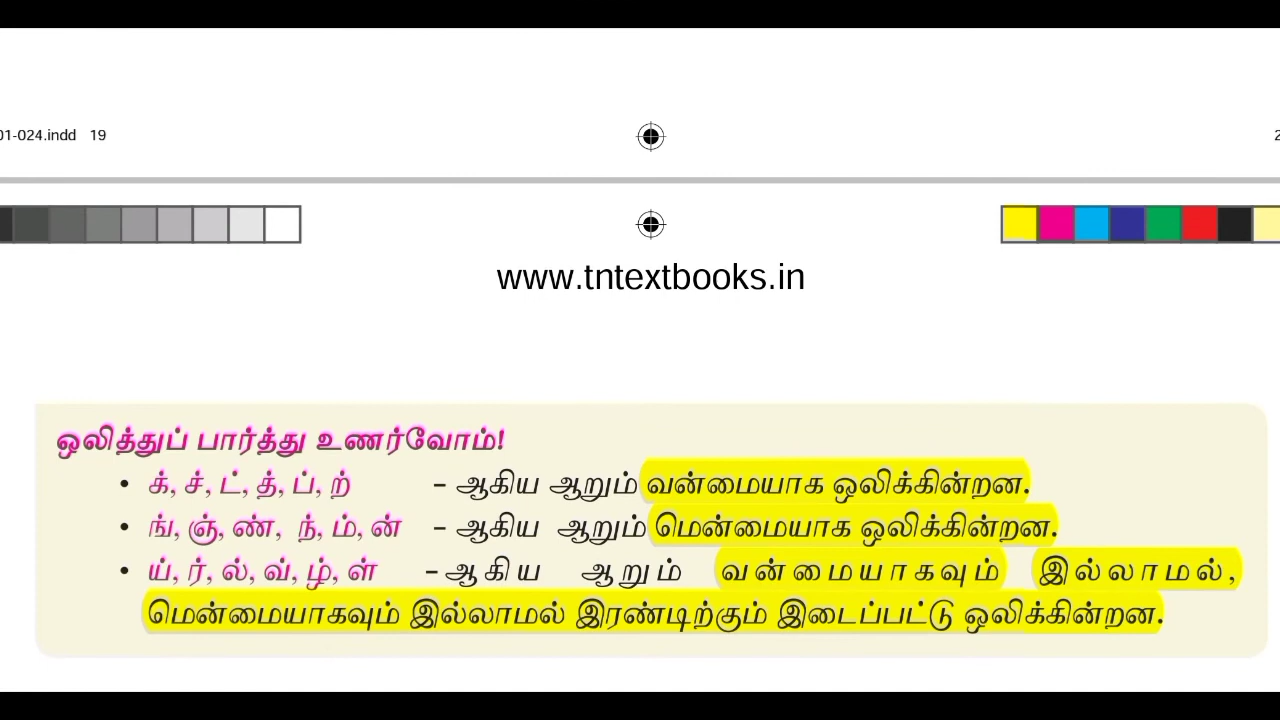 01-024.indd 19
2
www.tntextbooks.in
ஒலித்துப் பார்த்து உணர்வோம்!
• க், ச், ட், த், ப், ற் – ஆகிய ஆறும் வன்மையாக ஒலிக்கின்றன.
• ங், ஞ், ண், ந், ம், ன் – ஆகிய ஆறும் மென்மையாக ஒலிக்கின்றன.
• ய், ர், ல், வ், ழ், ள் – ஆகிய ஆறும் வன்மையாகவும் இல்லாமல்,
மென்மையாகவும் இல்லாமல் இரண்டிற்கும் இடைப்பட்டு ஒலிக்கின்றன.